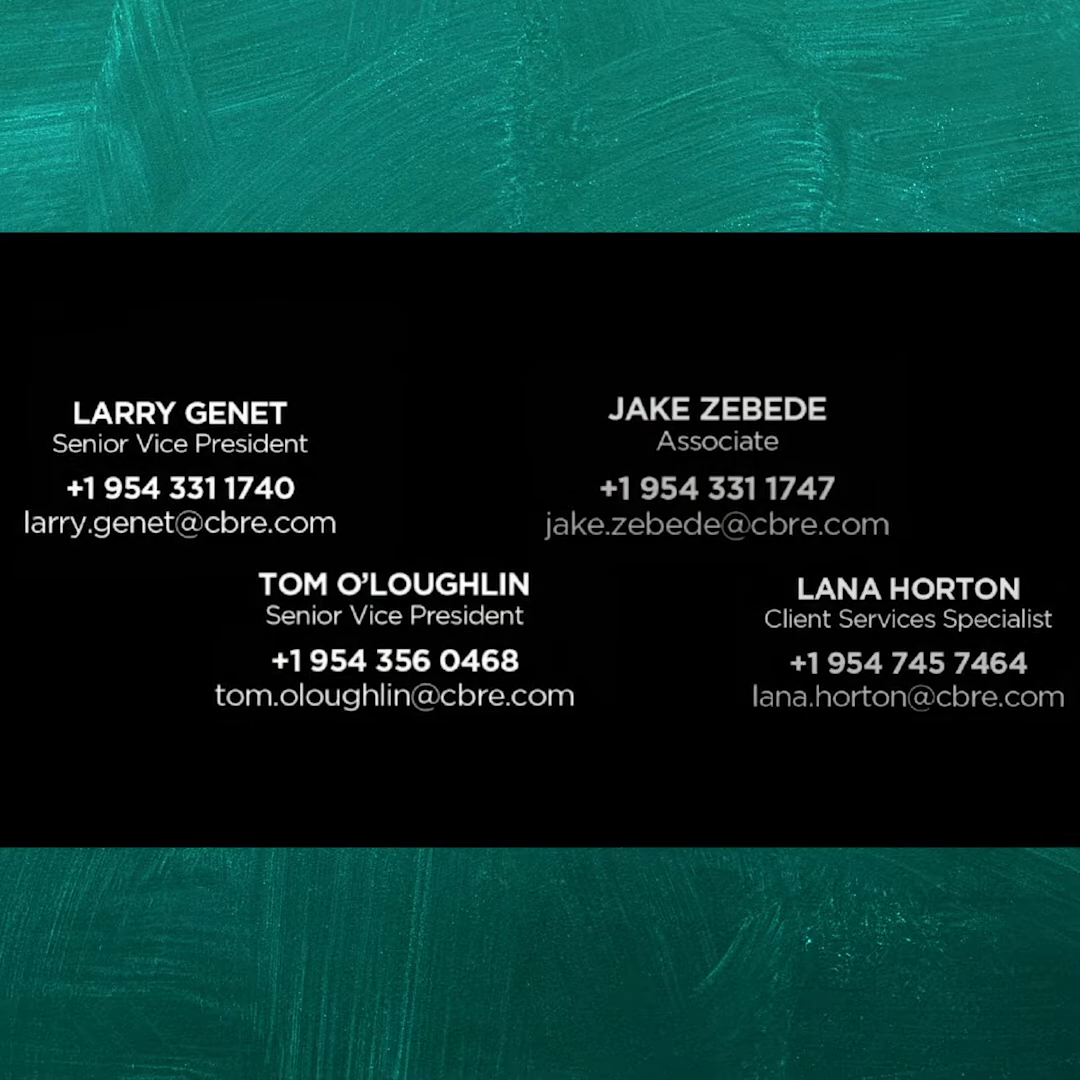 LARRY GENET
Senior Vice President
+1 954 331 1740
larry.genet@cbre.com
JAKE ZEBEDE
Associate
+1 954 331 1747
jake.zebede@cbre.com
TOM O’LOUGHLIN
Senior Vice President
+1 954 356 0468
tom.oloughlin@cbre.com
LANA HORTON
Client Services Specialist
+1 954 745 7464
lana.horton@cbre.com